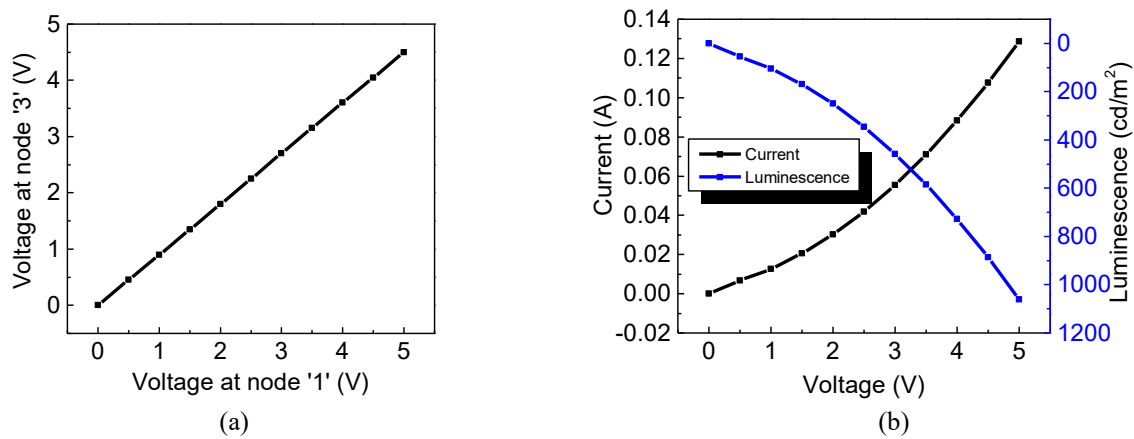 5
4
3
2
1
0
0 1 2 3 4 5
Voltage at node '3' (V)
Voltage at node '1' (V)
(a)
0.14
0.12
0.10
0.08
0.06
0.04
0.02
0.00
-0.02
Current (A)
Current
Luminescence
0
200
400
600
800
1000
1200
Luminescence (cd/m²)
0 1 2 3 4 5
Voltage (V)
(b)